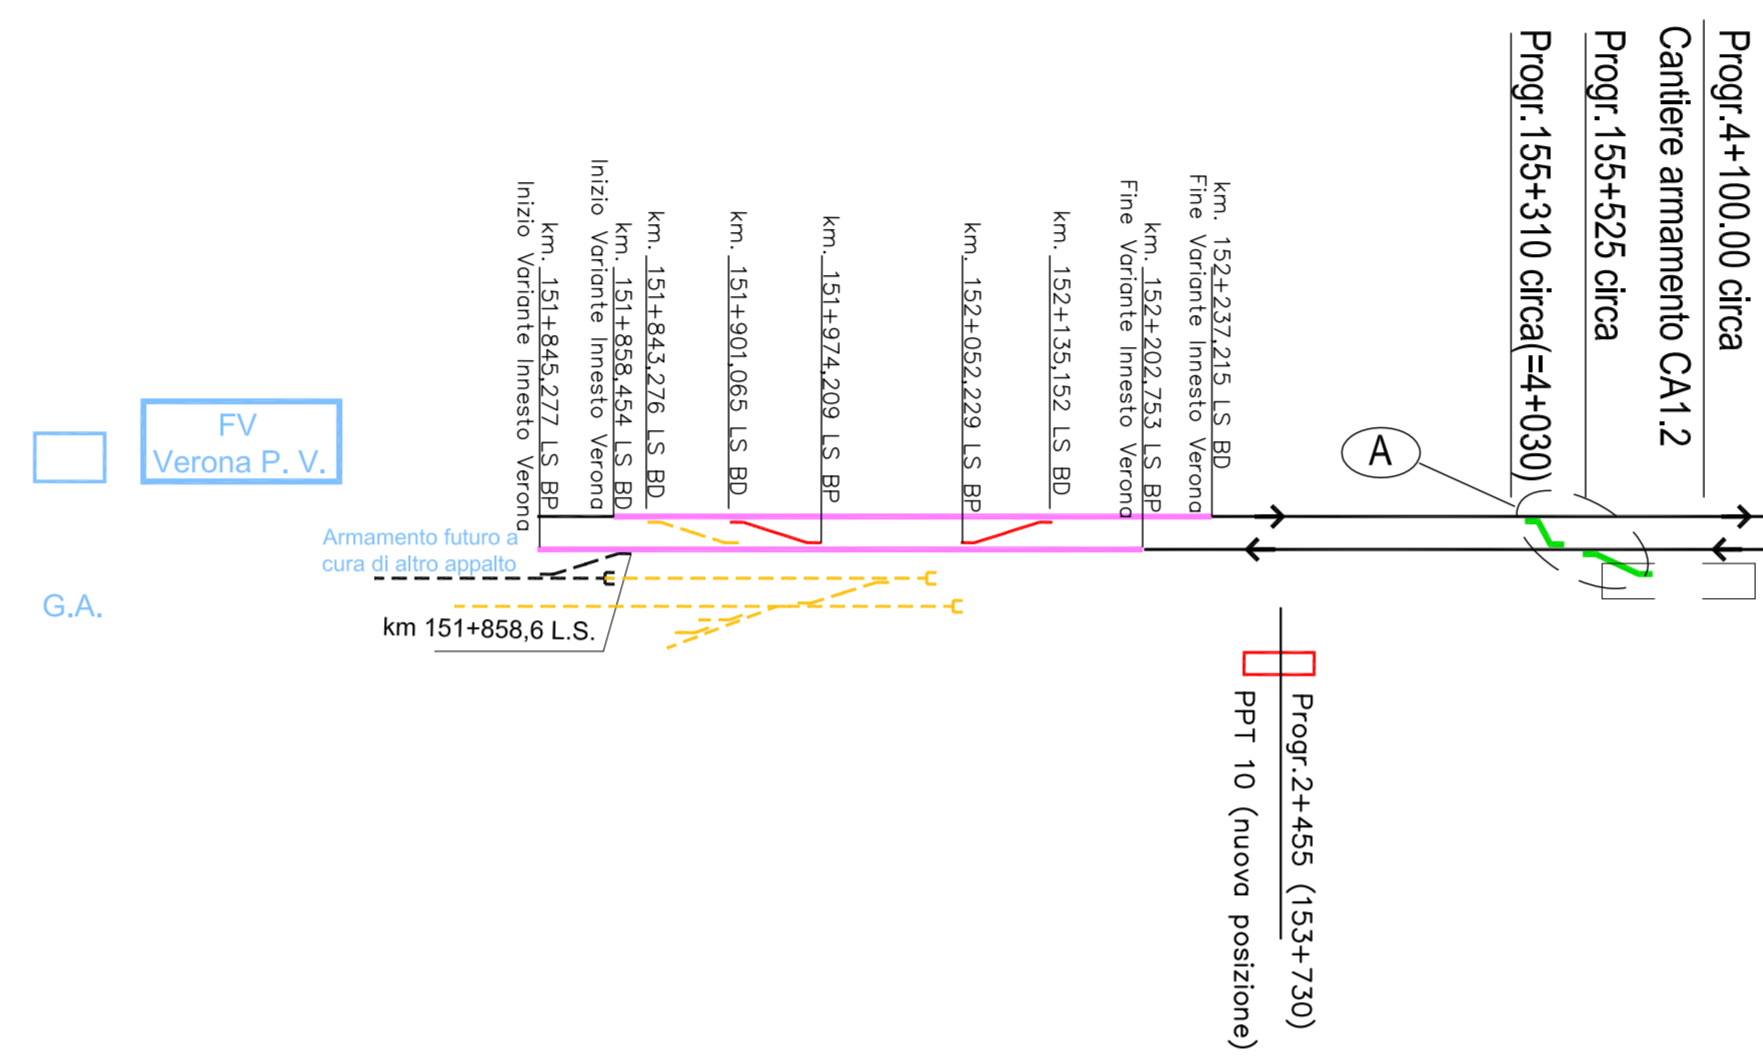 Inizio Variante Innesto Verona
km. 151+845,277 LS BP
Inizio Variante Innesto Verona
km. 151+858,454 LS BD
km. 151+843,276 LS BD
km. 151+901,065 LS BD
km. 151+974,209 LS BP
km. 152+052,229 LS BP
km. 152+135,152 LS BD
Fine Variante Innesto Verona
km. 152+202,753 LS BP
Fine Variante Innesto Verona
km. 152+237,215 LS BD
Progr.155+310 circa(=4+030)
Progr.155+525 circa
Cantiere armamento CA1.2
Progr.4+100.00 circa
A
FV
Verona P. V.
Armamento futuro a
cura di altro appalto
G.A.
km 151+858,6 L.S.
PPT 10 (nuova posizione)
Progr.2+455 (153+730)